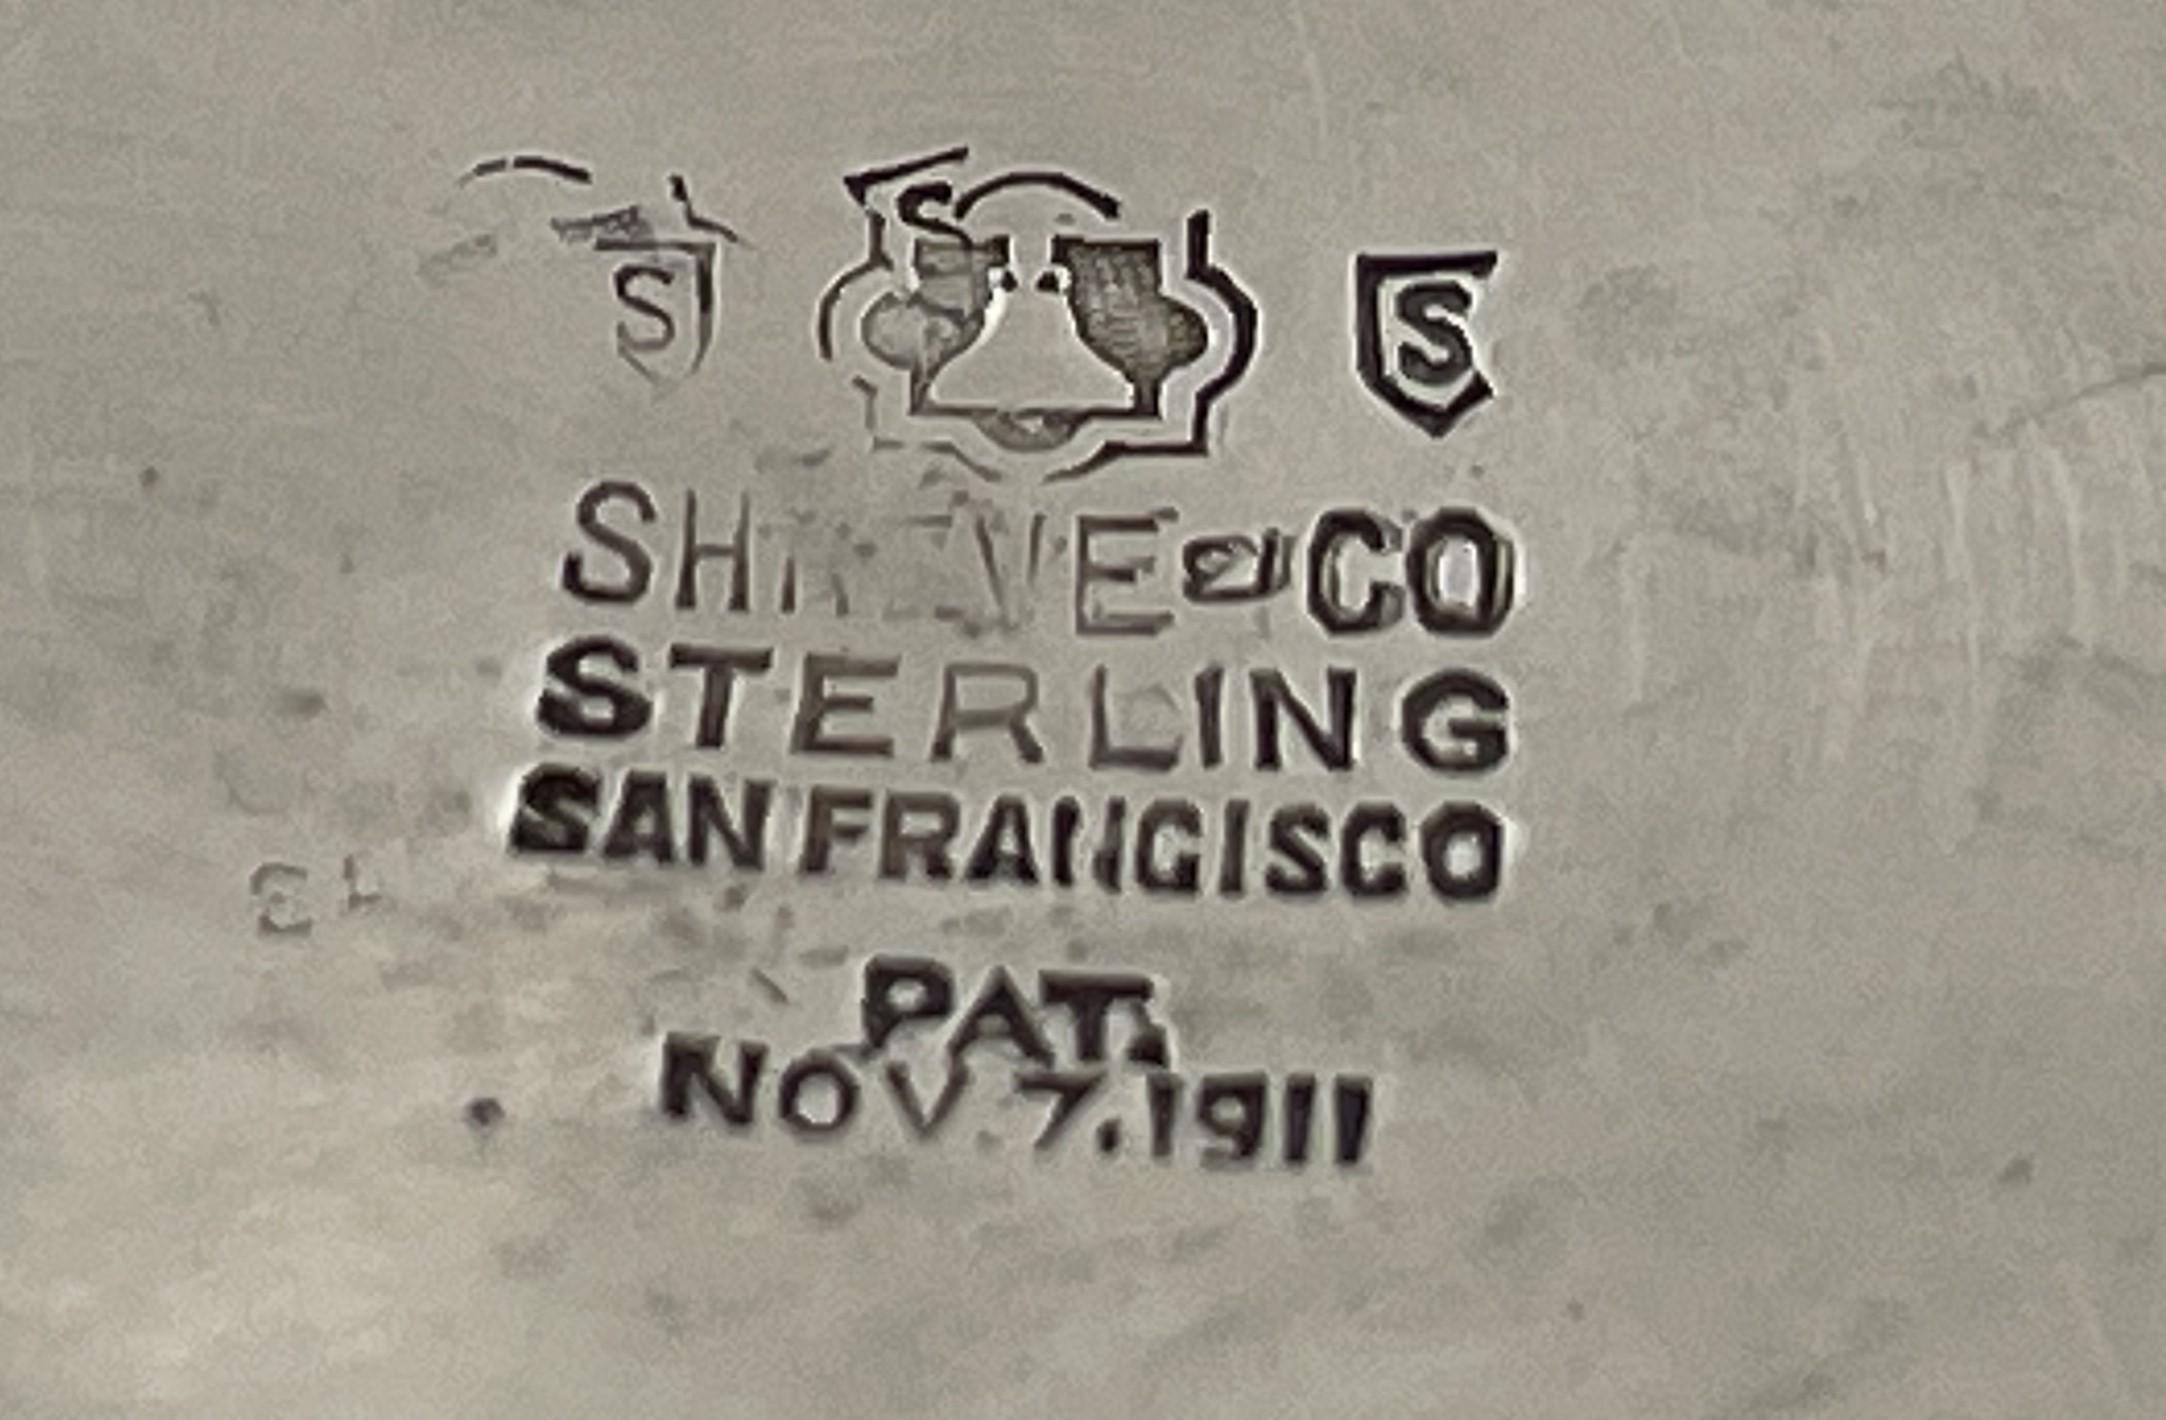 S S S
SHREVE & CO
STERLING
SAN FRANCISCO
PAT.
NOV. 7. 1911